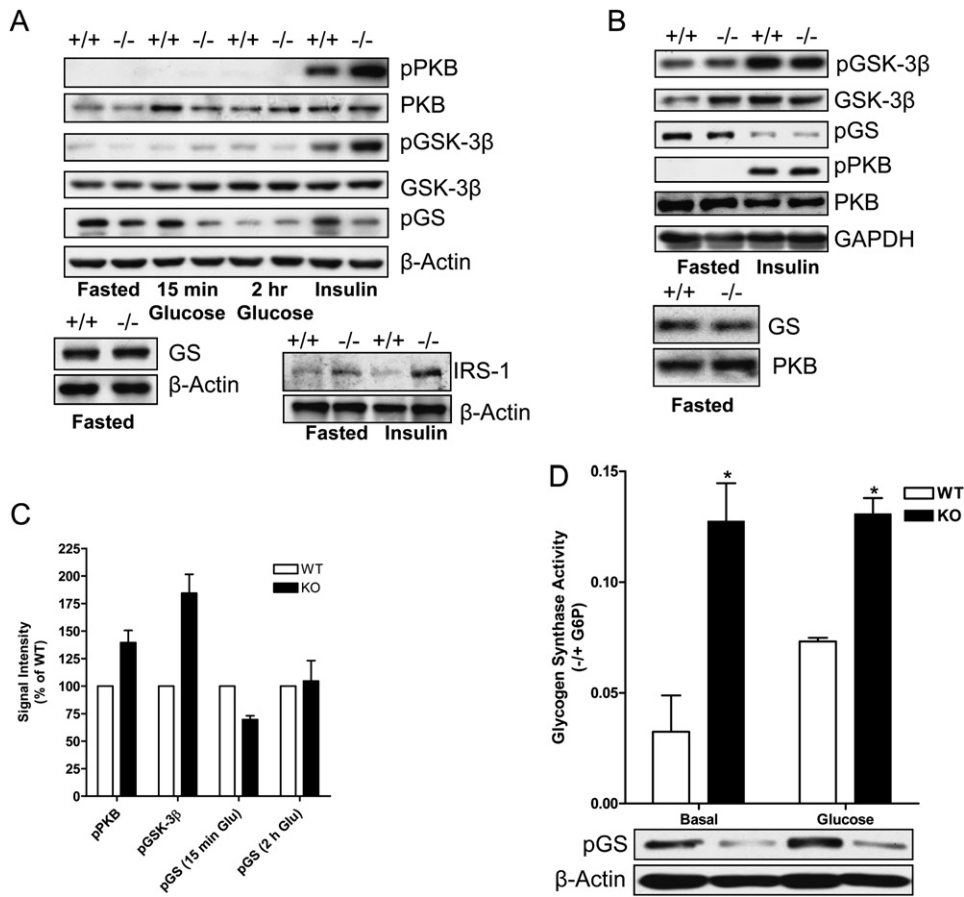 A
+/+ -/- +/+ -/- +/+ -/- +/+ -/-
pPKB
PKB
pGSK-3β
GSK-3β
pGS
β-Actin
Fasted 15 min 2 hr Insulin
Glucose Glucose
+/+ -/-
GS
β-Actin
Fasted
+/+ -/- +/+ -/-
IRS-1
β-Actin
Fasted Insulin
B
+/+ -/- +/+ -/-
pGSK-3β
GSK-3β
pGS
pPKB
PKB
GAPDH
Fasted Insulin
+/+ -/-
GS
PKB
Fasted
C
Signal Intensity
(% of WT)
225
200
175
150
125
100
75
50
25
0
WT
KO
pPKB
pGSK-3β
pGS (15 min Glu)
pGS (2 h Glu)
D
Glycogen Synthase Activity
(-/+ G6P)
0.15
0.10
0.05
0.00
* *
WT
KO
Basal Glucose
pGS
β-Actin